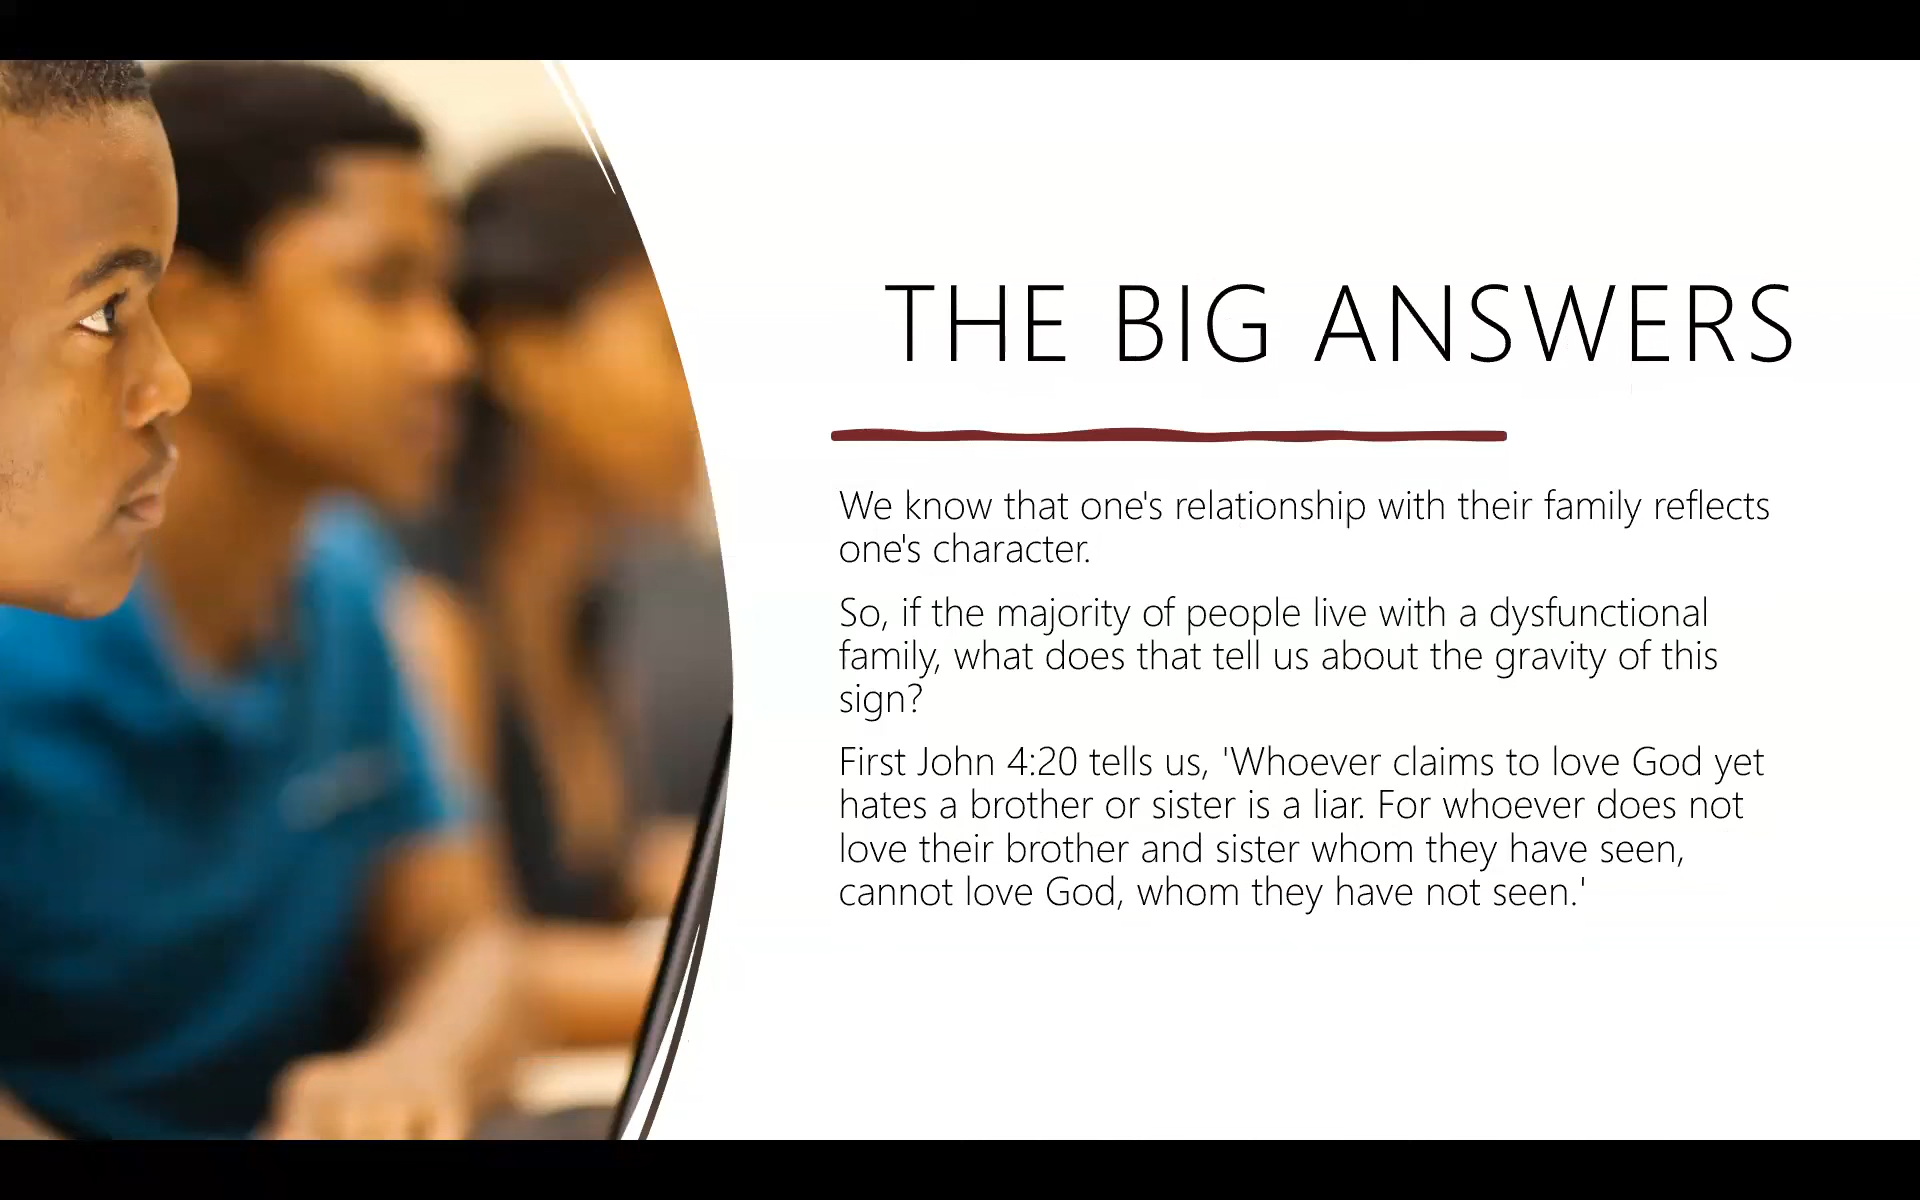 THE BIG ANSWERS
We know that one's relationship with their family reflects
one's character.
So, if the majority of people live with a dysfunctional
family, what does that tell us about the gravity of this
sign?
First John 4:20 tells us, 'Whoever claims to love God yet
hates a brother or sister is a liar. For whoever does not
love their brother and sister whom they have seen,
cannot love God, whom they have not seen.'